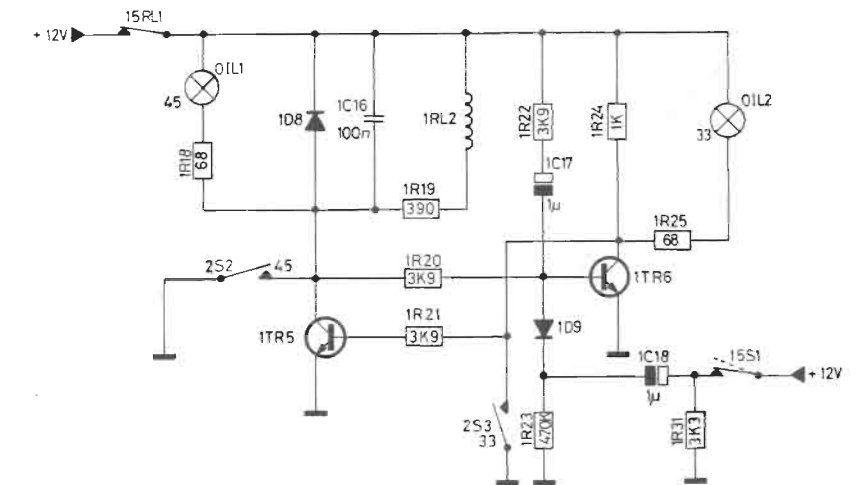 15RL1
+ 12V
OIL1
45
1R18
68
1D8
1C16
100n
1RL2
1R19
390
1R22
3K9
1C17
1µ
1R24
1K
OIL2
33
1R25
68
2S2
45
1R20
3K9
1TR6
1TR5
1R21
3K9
1D9
1C18
1µ
15S1
+ 12V
2S3
33
1R23
470K
1R31
3K3